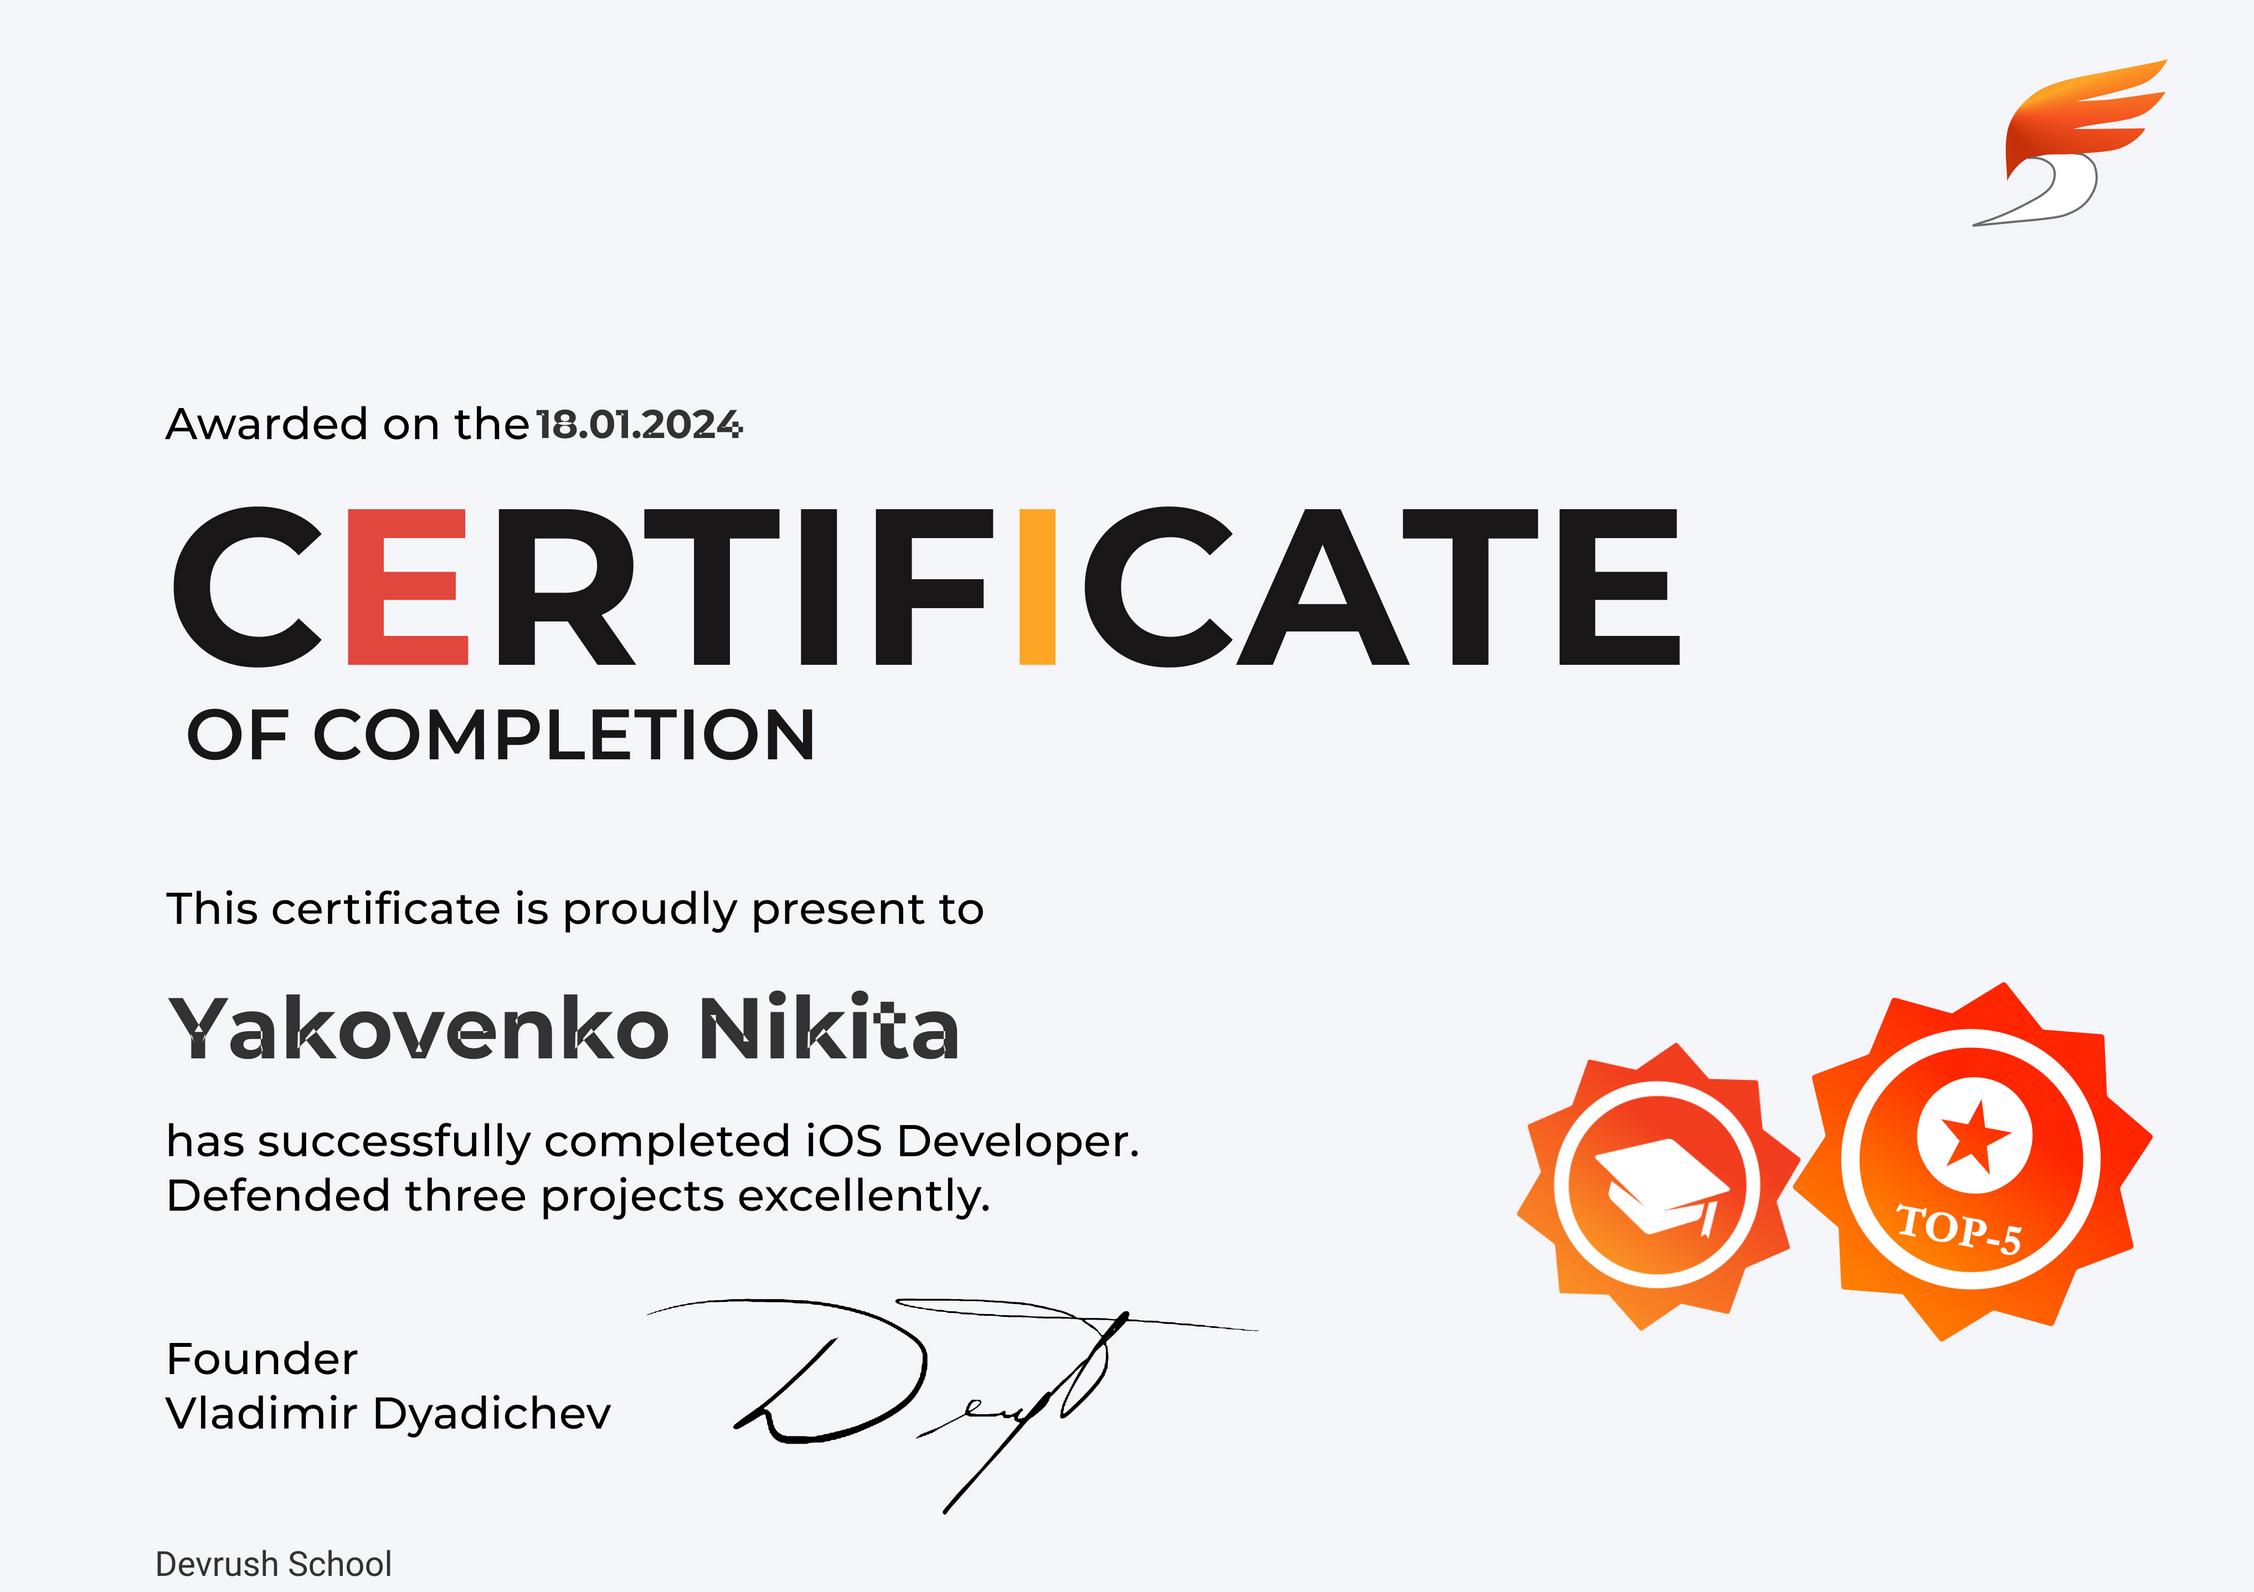 Awarded on the 18.01.2024
CERTIFICATE
OF COMPLETION
This certificate is proudly present to
Yakovenko Nikita
has successfully completed iOS Developer.
Defended three projects excellently.
TOP-5
Founder
Vladimir Dyadichev
Devrush School